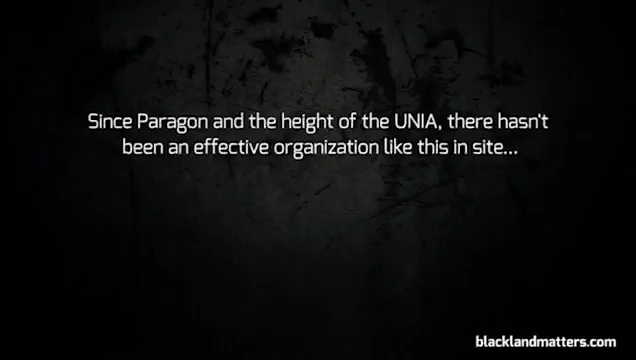 Since Paragon and the height of the UNIA, there hasn't
been an effective organization like this in site...
blacklandmatters.com